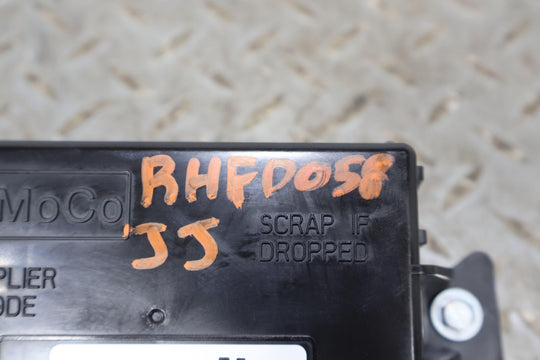 RHFD058
MoCo
JJ
SCRAP IF
DROPPED
PLIER
ODE